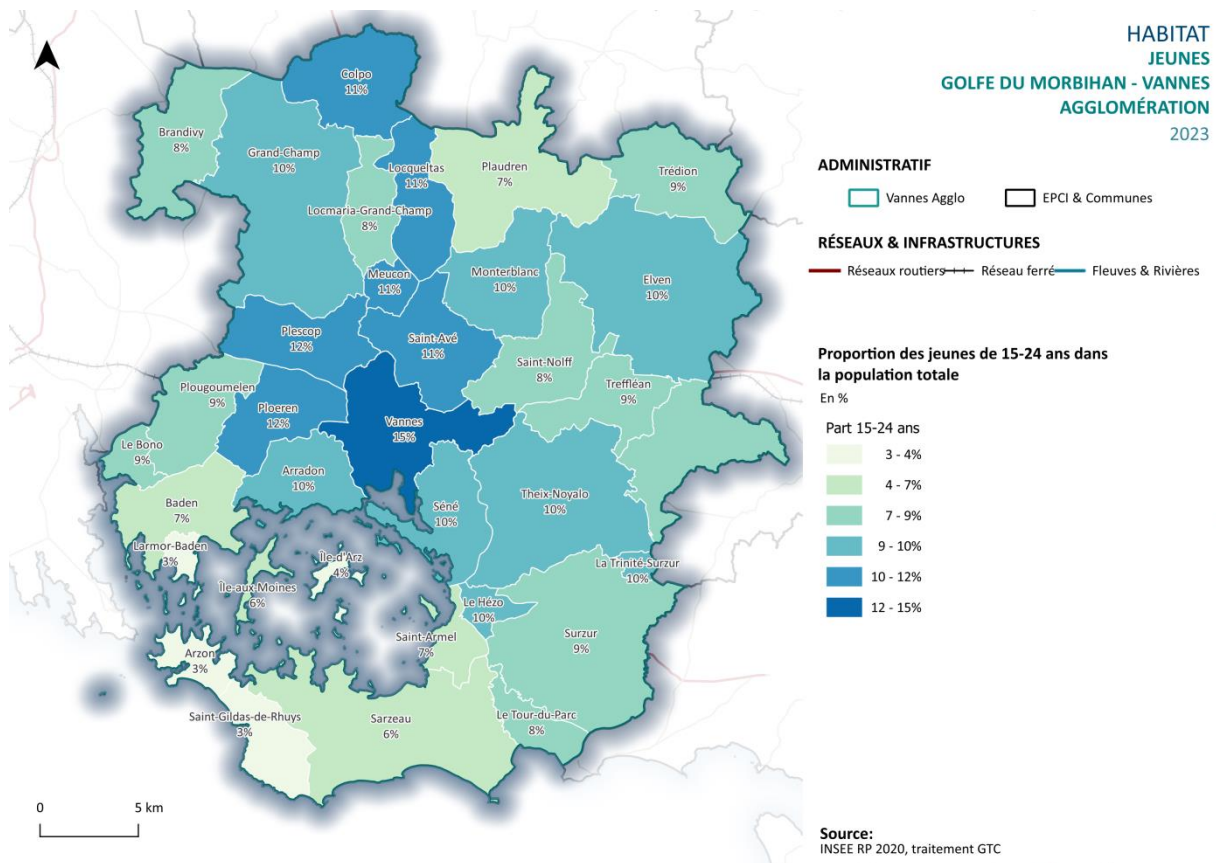 HABITAT
JEUNES
GOLFE DU MORBIHAN - VANNES
AGGLOMÉRATION
2023
ADMINISTRATIF
Vannes Agglo
EPCI & Communes
RÉSEAUX & INFRASTRUCTURES
Réseaux routiers
Réseau ferré
Fleuves & Rivières
Proportion des jeunes de 15-24 ans dans
la population totale
En %
Part 15-24 ans
3 - 4%
4 - 7%
7 - 9%
9 - 10%
10 - 12%
12 - 15%
Colpo
11%
Brandivy
8%
Grand-Champ
10%
Locqueltas
11%
Plaudren
7%
Trédion
9%
Locmaria-Grand-Champ
8%
Meucon
11%
Monterblanc
10%
Elven
10%
Plescop
12%
Saint-Avé
11%
Saint-Nolff
8%
Treffléan
9%
Plougoumelen
9%
Ploeren
12%
Vannes
15%
Le Bono
9%
Arradon
10%
Séné
10%
Theix-Noyalo
10%
Baden
7%
Larmor-Baden
3%
Île-d'Arz
4%
Île-aux-Moines
6%
La Trinité-Surzur
10%
Le Hézo
10%
Saint-Armel
7%
Surzur
9%
Arzon
3%
Saint-Gildas-de-Rhuys
3%
Sarzeau
6%
Le Tour-du-Parc
8%
0 5 km
Source:
INSEE RP 2020, traitement GTC